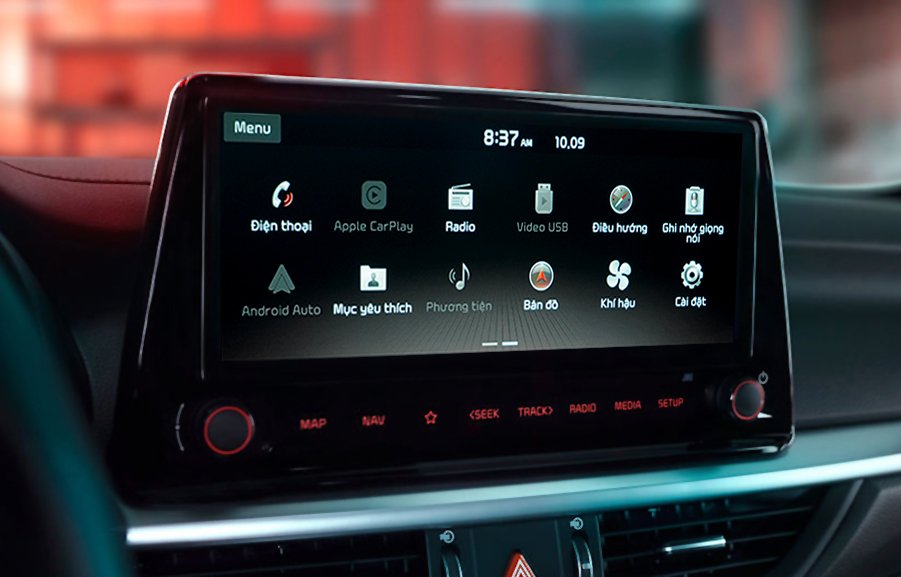 Menu
8:37 AM 10.09
Điện thoại
Apple CarPlay
Radio
Video USB
Điều hướng
Ghi nhớ giọng
nói
Android Auto
Mục yêu thích
Phương tiện
Bản đồ
Khí hậu
Cài đặt
MAP NAV <SEEK TRACK> RADIO MEDIA SETUP